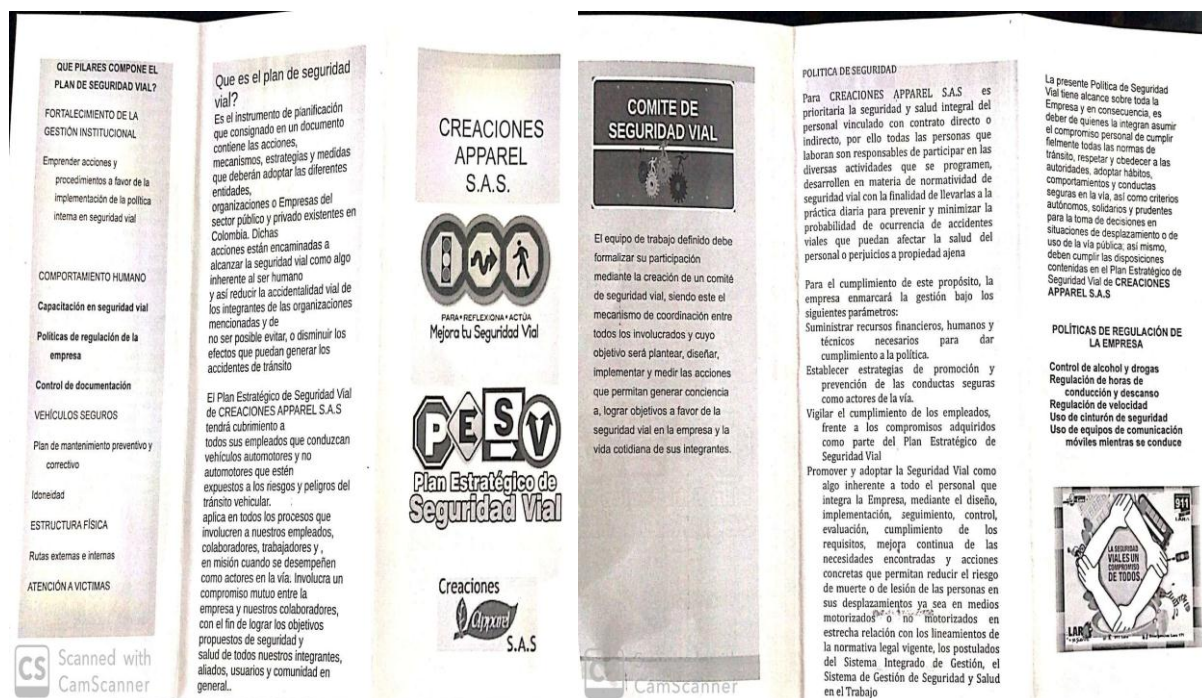 QUE PILARES COMPONE EL
PLAN DE SEGURIDAD VIAL?
FORTALECIMIENTO DE LA
GESTIÓN INSTITUCIONAL
Emprender acciones y
procedimientos a favor de la
implementación de la política
interna en seguridad vial
COMPORTAMIENTO HUMANO
Capacitación en seguridad vial
Políticas de regulación de la
empresa
Control de documentación
VEHÍCULOS SEGUROS
Plan de mantenimiento preventivo y
correctivo
Idoneidad
ESTRUCTURA FÍSICA
Rutas externas e internas
ATENCIÓN A VICTIMAS
CS Scanned with
CamScanner
Que es el plan de seguridad
vial?
Es el instrumento de planificación
que consignado en un documento
contiene las acciones,
mecanismos, estrategias y medidas
que deberán adoptar las diferentes
entidades,
organizaciones o Empresas del
sector público y privado existentes en
Colombia. Dichas
acciones están encaminadas a
alcanzar la seguridad vial como algo
inherente al ser humano
y así reducir la accidentalidad vial de
los integrantes de las organizaciones
mencionadas y de
no ser posible evitar, o disminuir los
efectos que puedan generar los
accidentes de tránsito
El Plan Estratégico de Seguridad Vial
de CREACIONES APPAREL S.A.S
tendrá cubrimiento a
todos sus empleados que conduzcan
vehículos automotores y no
automotores que estén
expuestos a los riesgos y peligros del
tránsito vehicular.
aplica en todos los procesos que
involucren a nuestros empleados,
colaboradores, trabajadores y ,
en misión cuando se desempeñen
como actores en la vía. Involucra un
compromiso mutuo entre la
empresa y nuestros colaboradores,
con el fin de lograr los objetivos
propuestos de seguridad y
salud de todos nuestros integrantes,
aliados, usuarios y comunidad en
general..
CREACIONES
APPAREL
S.A.S.
PARA•REFLEXIONA•ACTÚA
Mejora tu Seguridad Vial
PESV
Plan Estratégico de
Seguridad Vial
Creaciones
Apparel
S.A.S
COMITE DE
SEGURIDAD VIAL
El equipo de trabajo definido debe
formalizar su participación
mediante la creación de un comité
de seguridad vial, siendo este el
mecanismo de coordinación entre
todos los involucrados y cuyo
objetivo será plantear, diseñar,
implementar y medir las acciones
que permitan generar conciencia
a, lograr objetivos a favor de la
seguridad vial en la empresa y la
vida cotidiana de sus integrantes.
CS
CamScanner
POLITICA DE SEGURIDAD
Para CREACIONES APPAREL S.A.S es
prioritaria la seguridad y salud integral del
personal vinculado con contrato directo o
indirecto, por ello todas las personas que
laboran son responsables de participar en las
diversas actividades que se programen,
desarrollen en materia de normatividad de
seguridad vial con la finalidad de llevarlas a la
práctica diaria para prevenir y minimizar la
probabilidad de ocurrencia de accidentes
viales que puedan afectar la salud del
personal o perjuicios a propiedad ajena
Para el cumplimiento de este propósito, la
empresa enmarcará la gestión bajo los
siguientes parámetros:
Suministrar recursos financieros, humanos y
técnicos necesarios para dar
cumplimiento a la política.
Establecer estrategias de promoción y
prevención de las conductas seguras
como actores de la vía.
Vigilar el cumplimiento de los empleados,
frente a los compromisos adquiridos
como parte del Plan Estratégico de
Seguridad Vial
Promover y adoptar la Seguridad Vial como
algo inherente a todo el personal que
integra la Empresa, mediante el diseño,
implementación, seguimiento, control,
evaluación, cumplimiento de los
requisitos, mejora continua de las
necesidades encontradas y acciones
concretas que permitan reducir el riesgo
de muerte o de lesión de las personas en
sus desplazamientos ya sea en medios
motorizados o no motorizados en
estrecha relación con los lineamientos de
la normativa legal vigente, los postulados
del Sistema Integrado de Gestión, el
Sistema de Gestión de Seguridad y Salud
en el Trabajo
La presente Política de Seguridad
Vial tiene alcance sobre toda la
Empresa y en consecuencia, es
deber de quienes la integran asumir
el compromiso personal de cumplir
fielmente todas las normas de
tránsito, respetar y obedecer a las
autoridades, adoptar hábitos,
comportamientos y conductas
seguras en la vía, así como criterios
autónomos, solidarios y prudentes
para la toma de decisiones en
situaciones de desplazamiento o de
uso de la vía pública; así mismo,
deben cumplir las disposiciones
contenidas en el Plan Estratégico de
Seguridad Vial de CREACIONES
APPAREL S.A.S
POLÍTICAS DE REGULACIÓN DE
LA EMPRESA
Control de alcohol y drogas
Regulación de horas de
conducción y descanso
Regulación de velocidad
Uso de cinturón de seguridad
Uso de equipos de comunicación
móviles mientras se conduce
911
LA SEGURIDAD
VIAL ES UN
COMPROMISO
DE TODOS
LAR